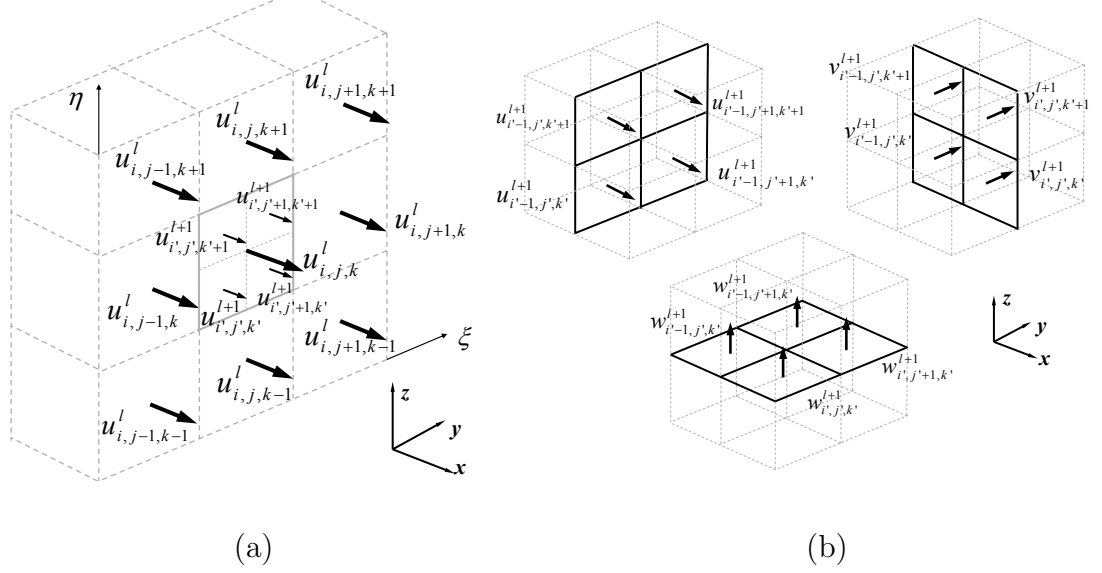 η
u^l_{i,j+1,k+1}
u^l_{i,j,k+1}
u^l_{i,j-1,k+1}
u^{l+1}_{i',j'+1,k'+1}
u^{l+1}_{i',j',k'+1}
u^l_{i,j+1,k}
u^l_{i,j,k}
u^l_{i,j-1,k}
u^{l+1}_{i',j',k'}
u^{l+1}_{i',j'+1,k'}
u^l_{i,j+1,k-1}
ξ
u^l_{i,j,k-1}
u^l_{i,j-1,k-1}
z
y
x
(a)
u^{l+1}_{i'-1,j',k'+1}
u^{l+1}_{i'-1,j'+1,k'+1}
u^{l+1}_{i'-1,j',k'}
u^{l+1}_{i'-1,j'+1,k'}
v^{l+1}_{i'-1,j',k'+1}
v^{l+1}_{i',j',k'+1}
v^{l+1}_{i'-1,j',k'}
v^{l+1}_{i',j',k'}
w^{l+1}_{i'-1,j'+1,k'}
w^{l+1}_{i'-1,j',k'}
w^{l+1}_{i',j'+1,k'}
w^{l+1}_{i',j',k'}
z
y
x
(b)